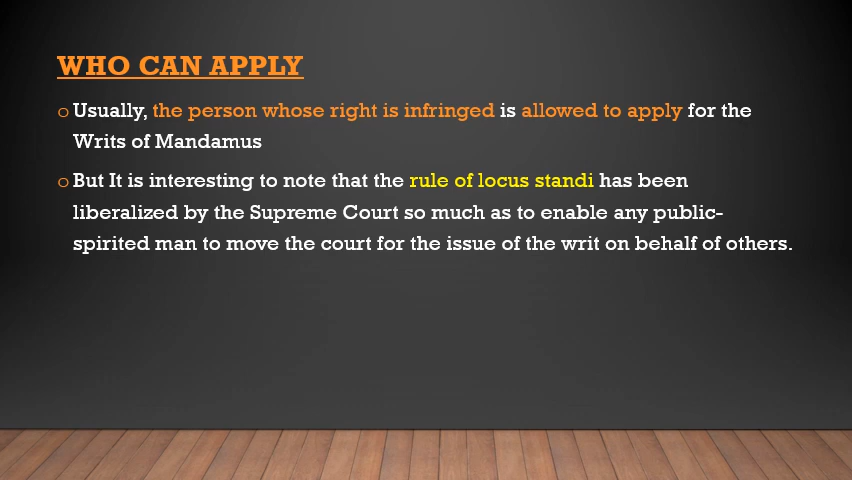 WHO CAN APPLY
o Usually, the person whose right is infringed is allowed to apply for the
Writs of Mandamus
o But It is interesting to note that the rule of locus standi has been
liberalized by the Supreme Court so much as to enable any public-
spirited man to move the court for the issue of the writ on behalf of others.